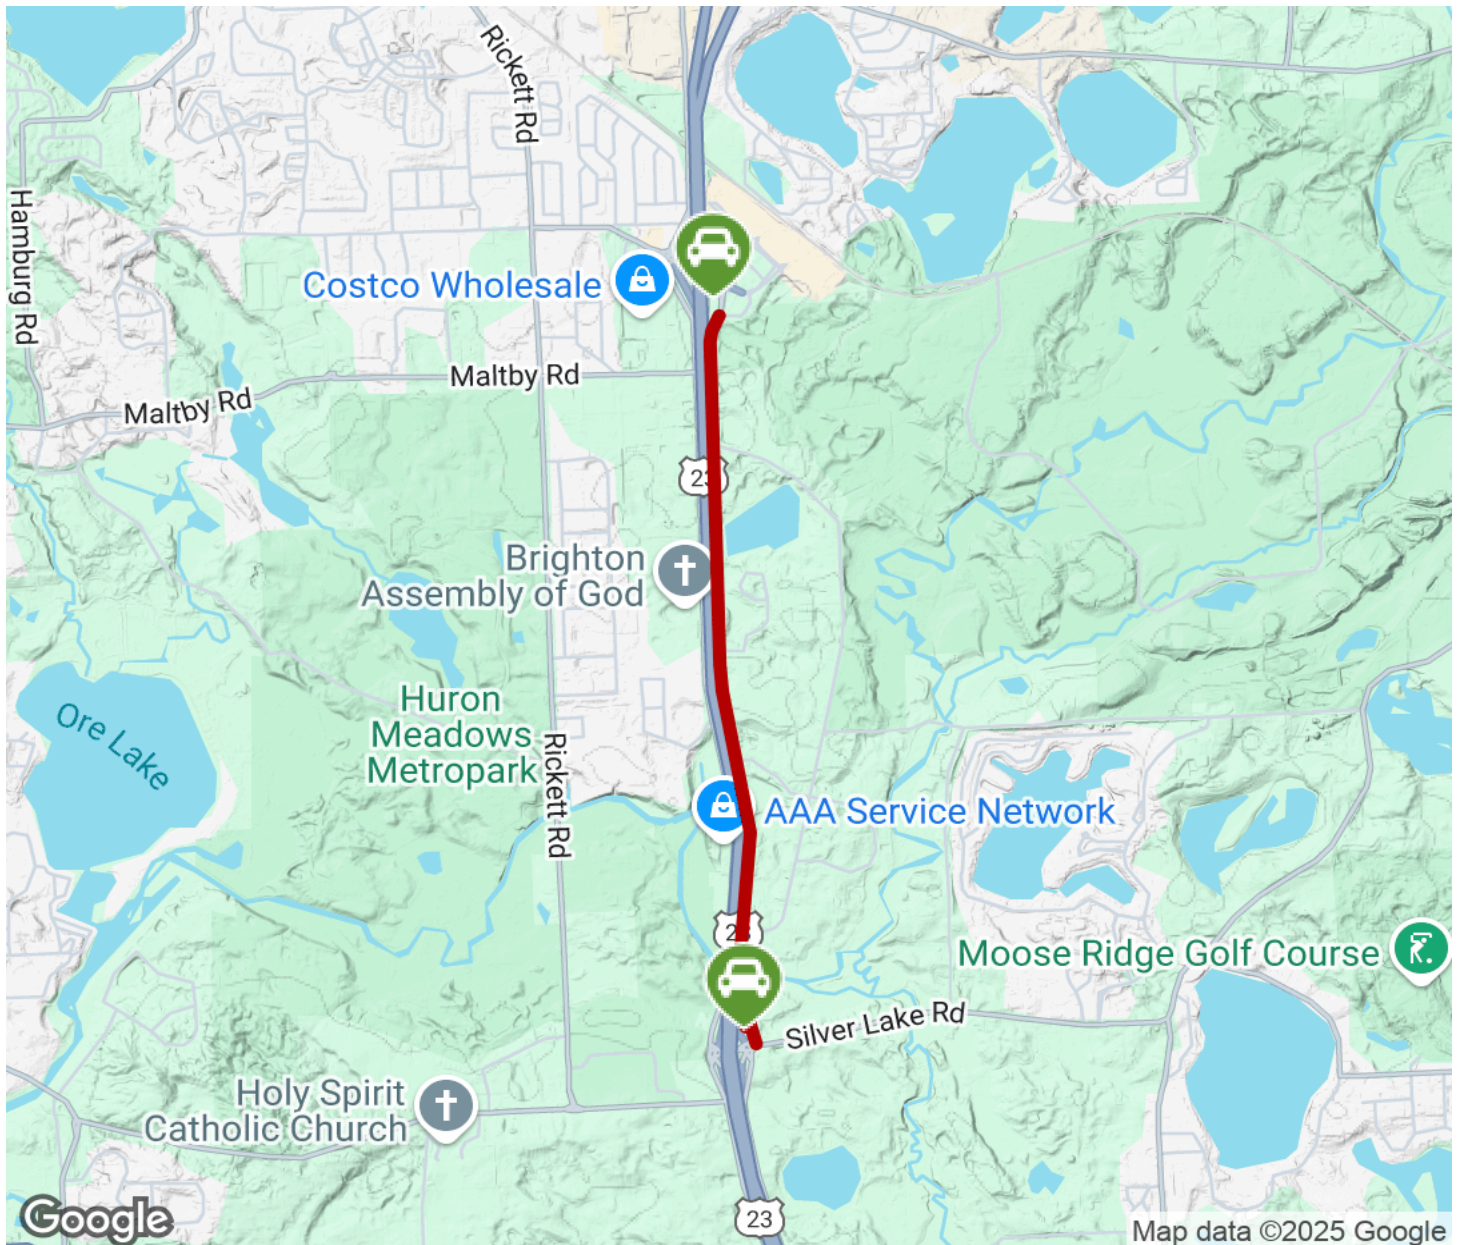 Rickett Rd
Hamburg Rd
Costco Wholesale
Maltby Rd
Maltby Rd
23
Brighton
Assembly of God
Huron
Meadows
Metropark
Ore Lake
Rickett Rd
AAA Service Network
23
Moose Ridge Golf Course
Silver Lake Rd
Holy Spirit
Catholic Church
23
Google
Map data ©2025 Google